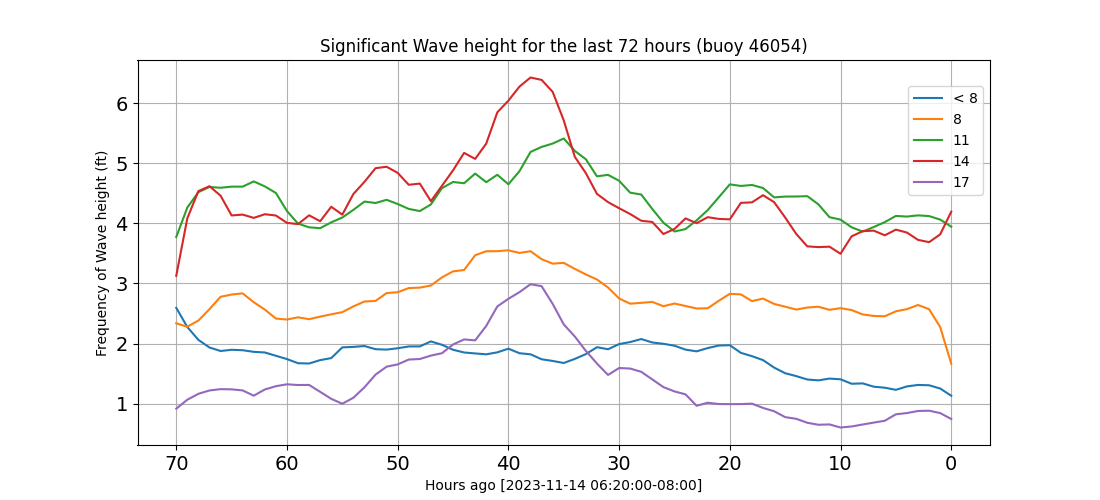 Significant Wave height for the last 72 hours (buoy 46054)
Frequency of Wave height (ft)
6
5
4
3
2
1
< 8
8
11
14
17
70 60 50 40 30 20 10 0
Hours ago [2023-11-14 06:20:00-08:00]